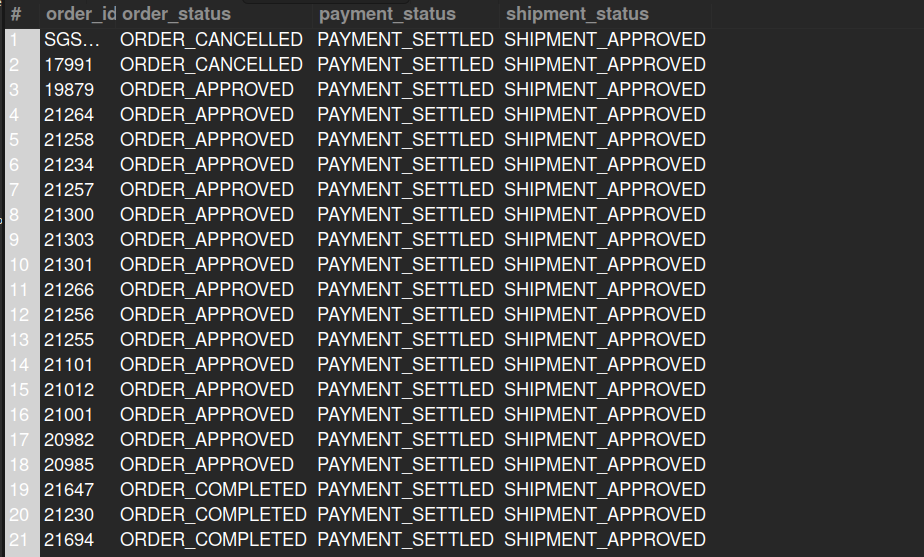 # order_id order_status payment_status shipment_status
1 SGS... ORDER_CANCELLED PAYMENT_SETTLED SHIPMENT_APPROVED
2 17991 ORDER_CANCELLED PAYMENT_SETTLED SHIPMENT_APPROVED
3 19879 ORDER_APPROVED PAYMENT_SETTLED SHIPMENT_APPROVED
4 21264 ORDER_APPROVED PAYMENT_SETTLED SHIPMENT_APPROVED
5 21258 ORDER_APPROVED PAYMENT_SETTLED SHIPMENT_APPROVED
6 21234 ORDER_APPROVED PAYMENT_SETTLED SHIPMENT_APPROVED
7 21257 ORDER_APPROVED PAYMENT_SETTLED SHIPMENT_APPROVED
8 21300 ORDER_APPROVED PAYMENT_SETTLED SHIPMENT_APPROVED
9 21303 ORDER_APPROVED PAYMENT_SETTLED SHIPMENT_APPROVED
10 21301 ORDER_APPROVED PAYMENT_SETTLED SHIPMENT_APPROVED
11 21266 ORDER_APPROVED PAYMENT_SETTLED SHIPMENT_APPROVED
12 21256 ORDER_APPROVED PAYMENT_SETTLED SHIPMENT_APPROVED
13 21255 ORDER_APPROVED PAYMENT_SETTLED SHIPMENT_APPROVED
14 21101 ORDER_APPROVED PAYMENT_SETTLED SHIPMENT_APPROVED
15 21012 ORDER_APPROVED PAYMENT_SETTLED SHIPMENT_APPROVED
16 21001 ORDER_APPROVED PAYMENT_SETTLED SHIPMENT_APPROVED
17 20982 ORDER_APPROVED PAYMENT_SETTLED SHIPMENT_APPROVED
18 20985 ORDER_APPROVED PAYMENT_SETTLED SHIPMENT_APPROVED
19 21647 ORDER_COMPLETED PAYMENT_SETTLED SHIPMENT_APPROVED
20 21230 ORDER_COMPLETED PAYMENT_SETTLED SHIPMENT_APPROVED
21 21694 ORDER_COMPLETED PAYMENT_SETTLED SHIPMENT_APPROVED